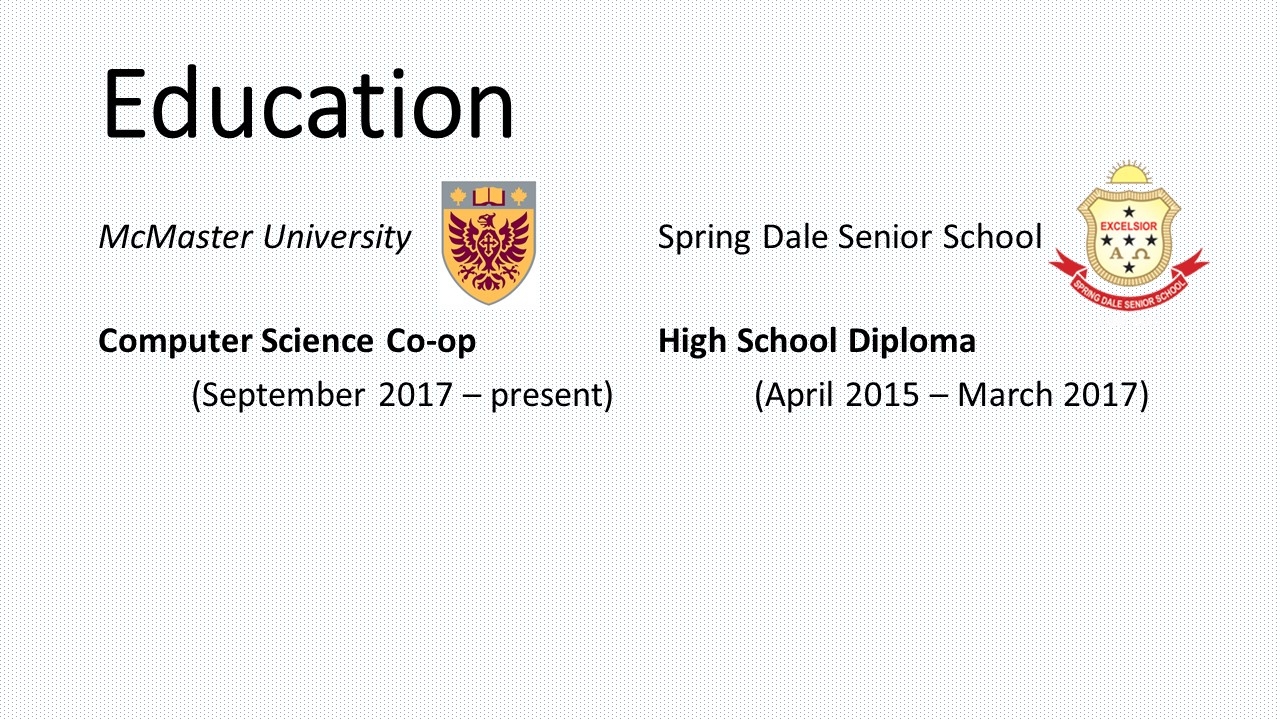 Education
McMaster University
Computer Science Co-op
(September 2017 – present)
Spring Dale Senior School
EXCELSIOR
Α Ω
SPRING DALE SENIOR SCHOOL
High School Diploma
(April 2015 – March 2017)